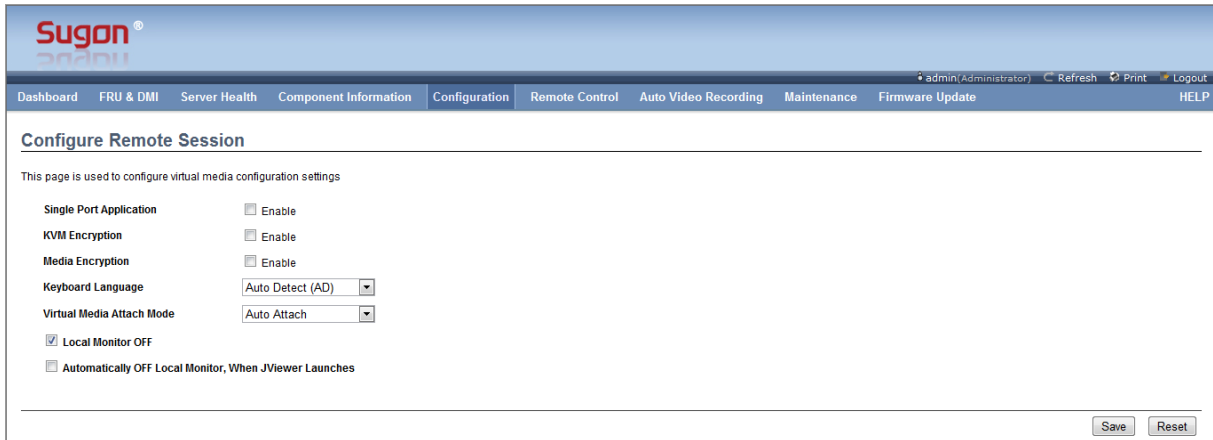 Sugon®
admin(Administrator) Refresh Print Logout
Dashboard FRU & DMI Server Health Component Information Configuration Remote Control Auto Video Recording Maintenance Firmware Update HELP
Configure Remote Session
This page is used to configure virtual media configuration settings
Single Port Application Enable
KVM Encryption Enable
Media Encryption Enable
Keyboard Language Auto Detect (AD)
Virtual Media Attach Mode Auto Attach
Local Monitor OFF
Automatically OFF Local Monitor, When JViewer Launches
Save Reset